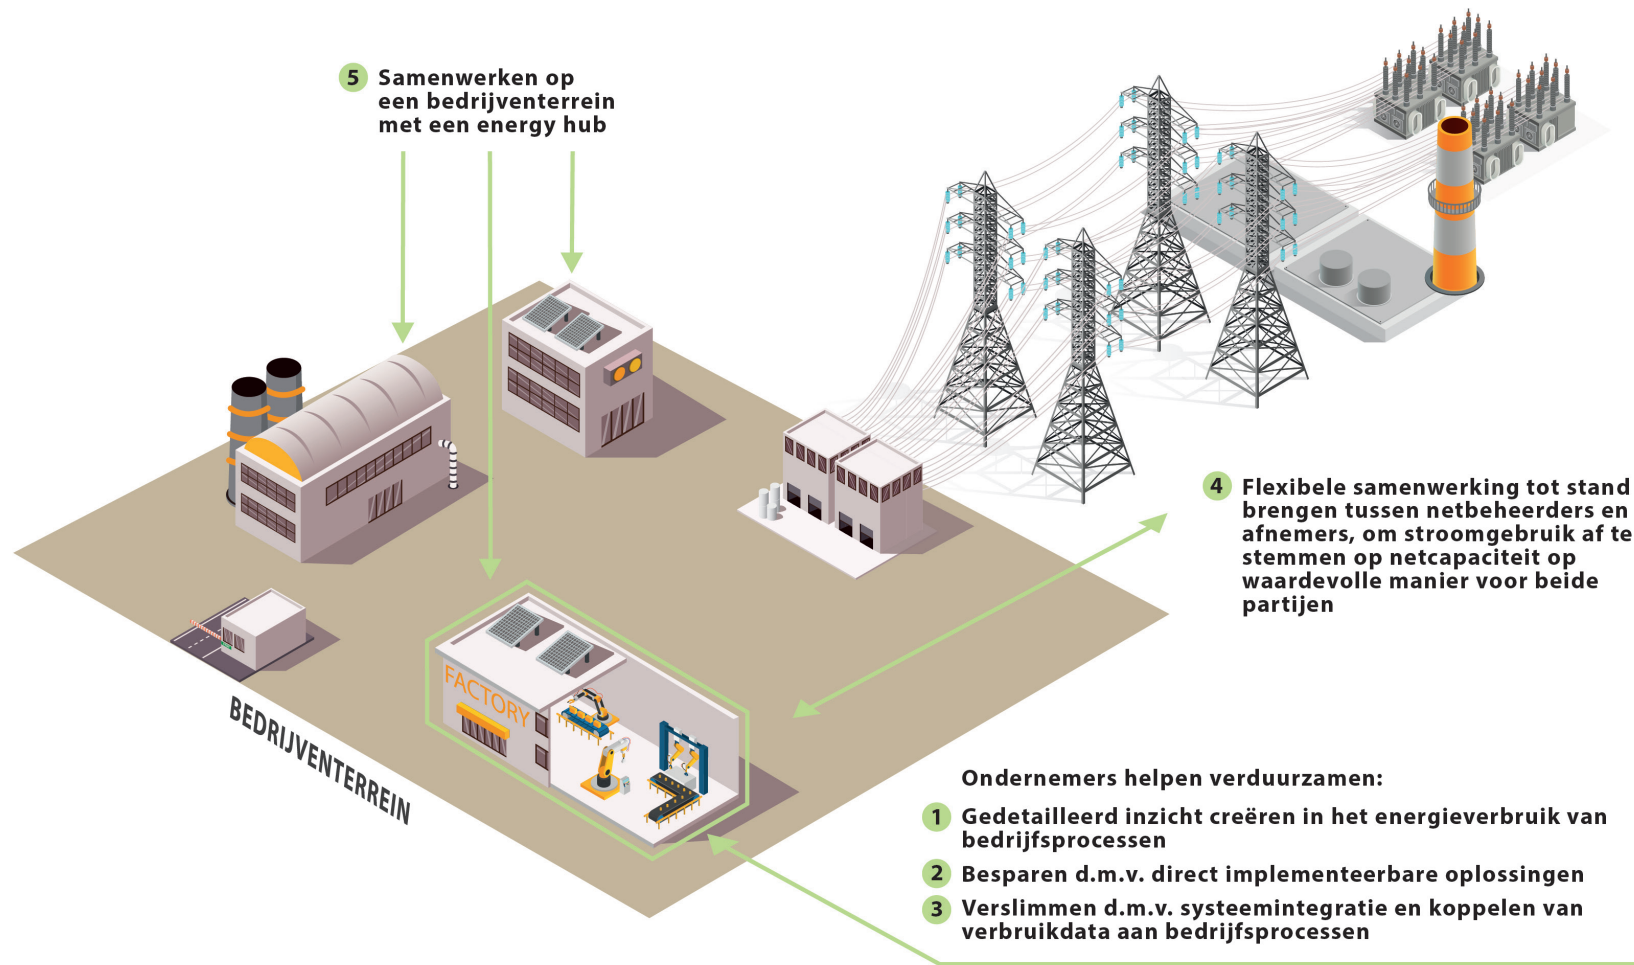 5 Samenwerken op
een bedrijventerrein
met een energy hub
4 Flexibele samenwerking tot stand
brengen tussen netbeheerders en
afnemers, om stroomgebruik af te
stemmen op netcapaciteit op
waardevolle manier voor beide
partijen
FACTORY
BEDRIJVENTERREIN
Ondernemers helpen verduurzamen:
1 Gedetailleerd inzicht creëren in het energieverbruik van
bedrijfsprocessen
2 Besparen d.m.v. direct implementeerbare oplossingen
3 Verslimmen d.m.v. systeemintegratie en koppelen van
verbruikdata aan bedrijfsprocessen